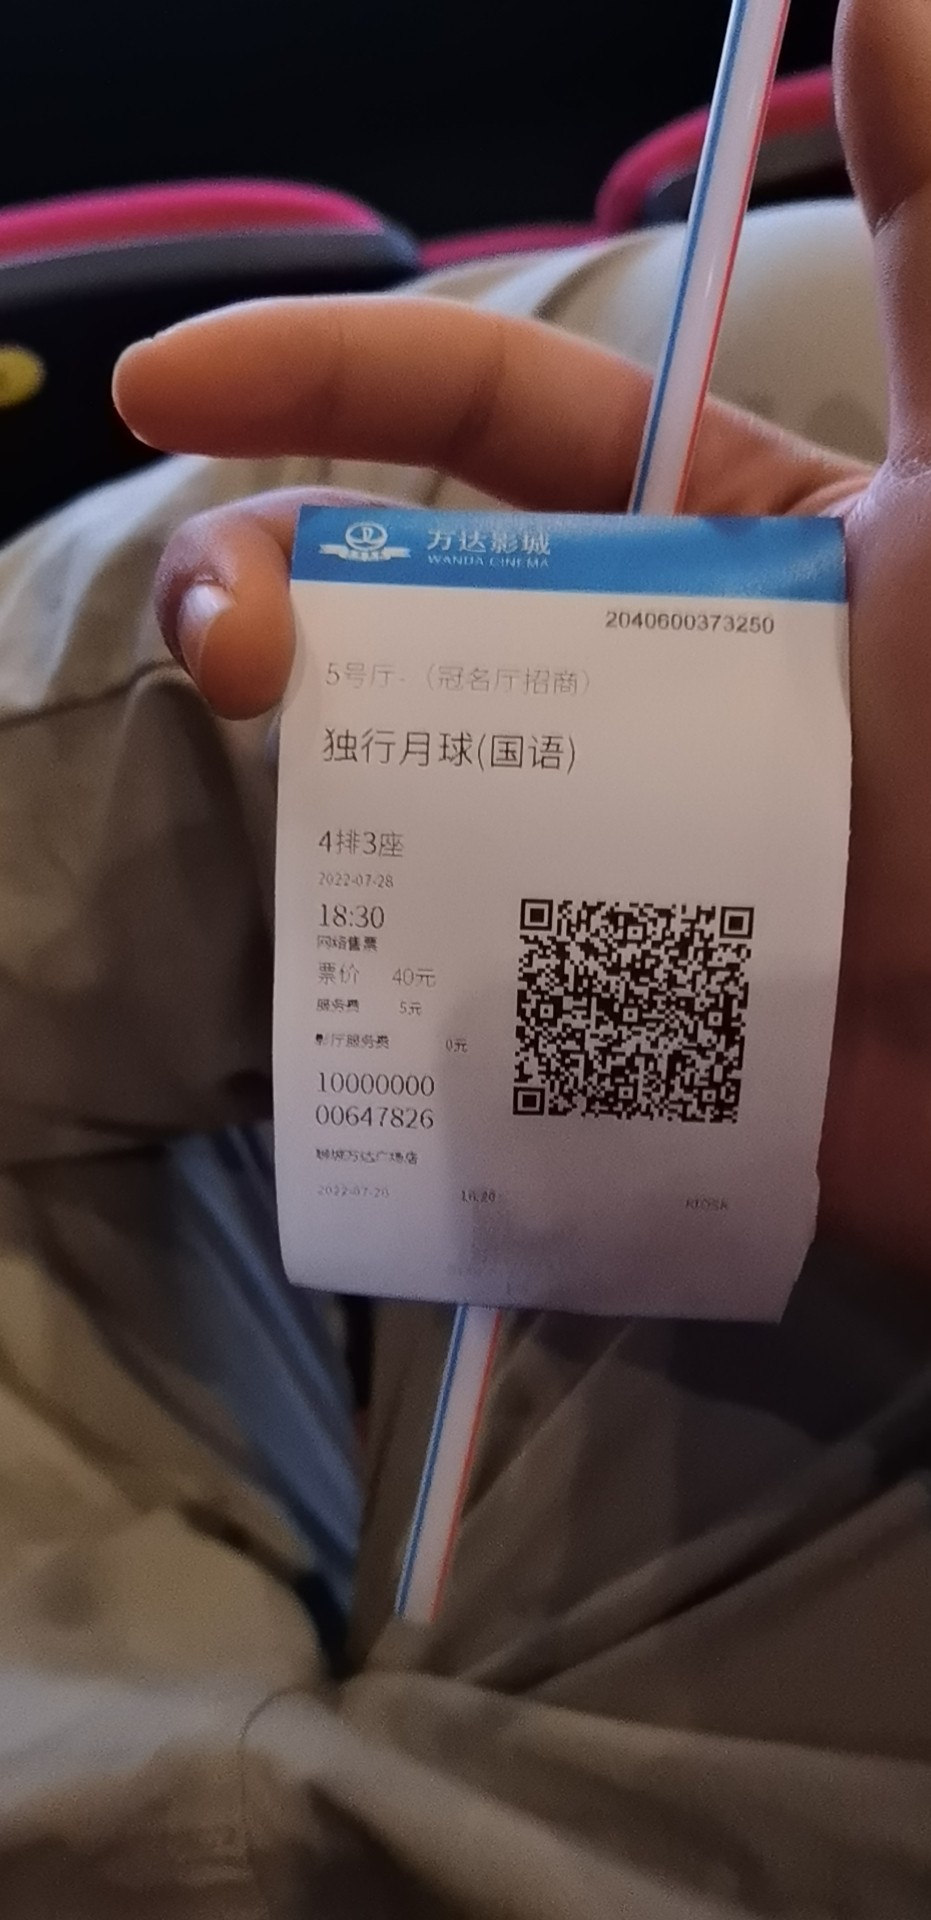 万达影城
WANDA CINEMA
2040600373250
5号厅-（冠名厅招商）
独行月球(国语)
4排3座
2022-07-28
18:30
网络售票
票价 40元
服务费 5元
影厅服务费 0元
10000000
00647826
聊城万达广场店
KIOSK